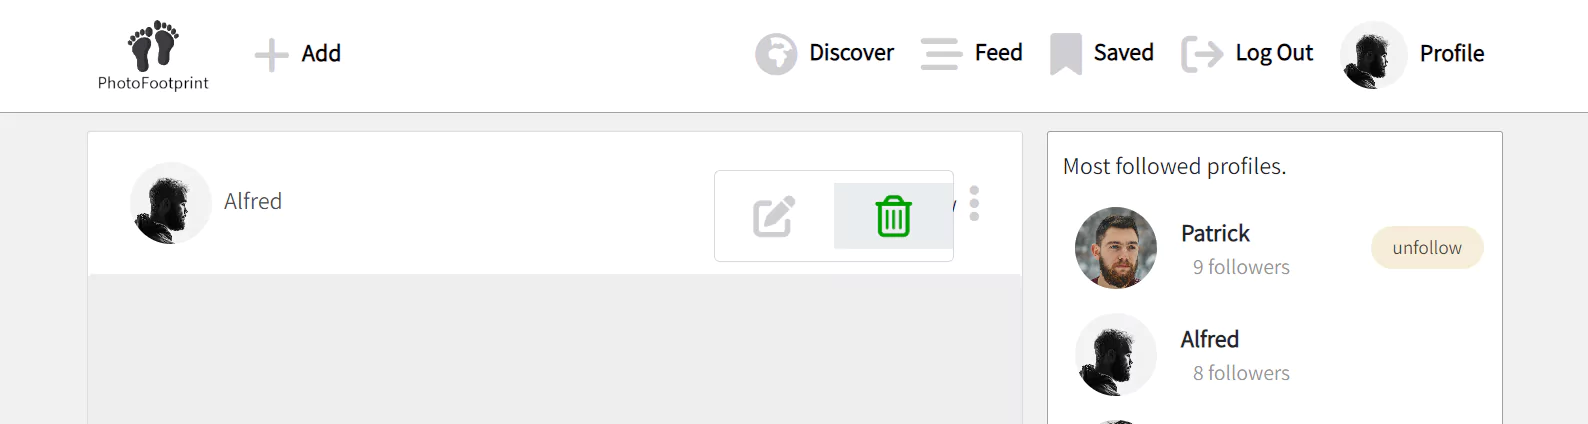 PhotoFootprint
Add
Discover
Feed
Saved
Log Out
Profile
Alfred
Most followed profiles.
Patrick
9 followers
unfollow
Alfred
8 followers